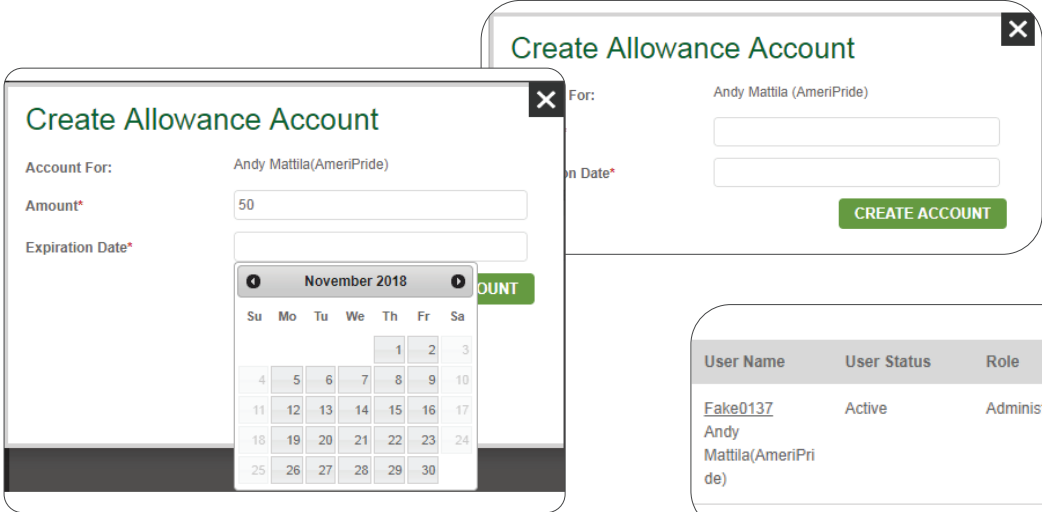 Create Allowance Account
For:
Andy Mattila (AmeriPride)
on Date*
CREATE ACCOUNT
Create Allowance Account
Account For:
Andy Mattila(AmeriPride)
Amount*
50
Expiration Date*
OUNT
November 2018
Su Mo Tu We Th Fr Sa
1 2 3
4 5 6 7 8 9 10
11 12 13 14 15 16 17
18 19 20 21 22 23 24
25 26 27 28 29 30
User Name User Status Role
Fake0137 Active Adminis
Andy
Mattila(AmeriPri
de)